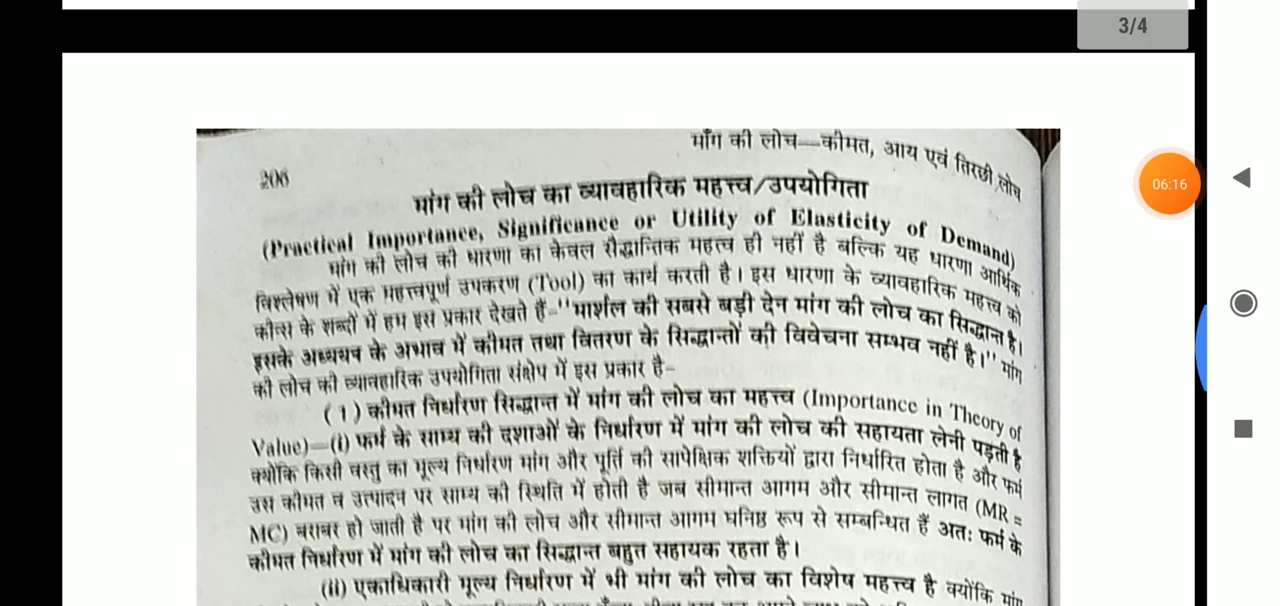 3/4
06:16
माँग की लोच—कीमत, आय एवं तिरछी लोच
206
मांग की लोच का व्यावहारिक महत्त्व/उपयोगिता
(Practical Importance, Significance or Utility of Elasticity of Demand)
मांग की लोच की धारणा का केवल सैद्धान्तिक महत्व ही नहीं है बल्कि यह धारणा आर्थिक
विश्लेषण में एक महत्त्वपूर्ण उपकरण (Tool) का कार्य करती है। इस धारणा के व्यावहारिक महत्व को
कीन्स के शब्दों में हम इस प्रकार देखते हैं-"मार्शल की सबसे बड़ी देन मांग की लोच का सिद्धान्त है।
इसके अध्ययन के अभाव में कीमत तथा वितरण के सिद्धान्तों की विवेचना सम्भव नहीं है।" मांग
की लोच की व्यावहारिक उपयोगिता संक्षेप में इस प्रकार है-
(1) कीमत निर्धारण सिद्धान्त में मांग की लोच का महत्त्व (Importance in Theory of
Value)—(i) फर्म के साम्य की दशाओं के निर्धारण में मांग की लोच की सहायता लेनी पड़ती है
क्योंकि किसी वस्तु का मूल्य निर्धारण मांग और पूर्ति की सापेक्षिक शक्तियों द्वारा निर्धारित होता है और फर्म
उस कीमत व उत्पादन पर साम्य की स्थिति में होती है जब सीमान्त आगम और सीमान्त लागत (MR =
MC) बराबर हो जाती है पर मांग की लोच और सीमान्त आगम घनिष्ठ रूप से सम्बन्धित हैं अतः फर्म के
कीमत निर्धारण में मांग की लोच का सिद्धान्त बहुत सहायक रहता है।
(ii) एकाधिकारी मूल्य निर्धारण में भी मांग की लोच का विशेष महत्त्व है क्योंकि मांग